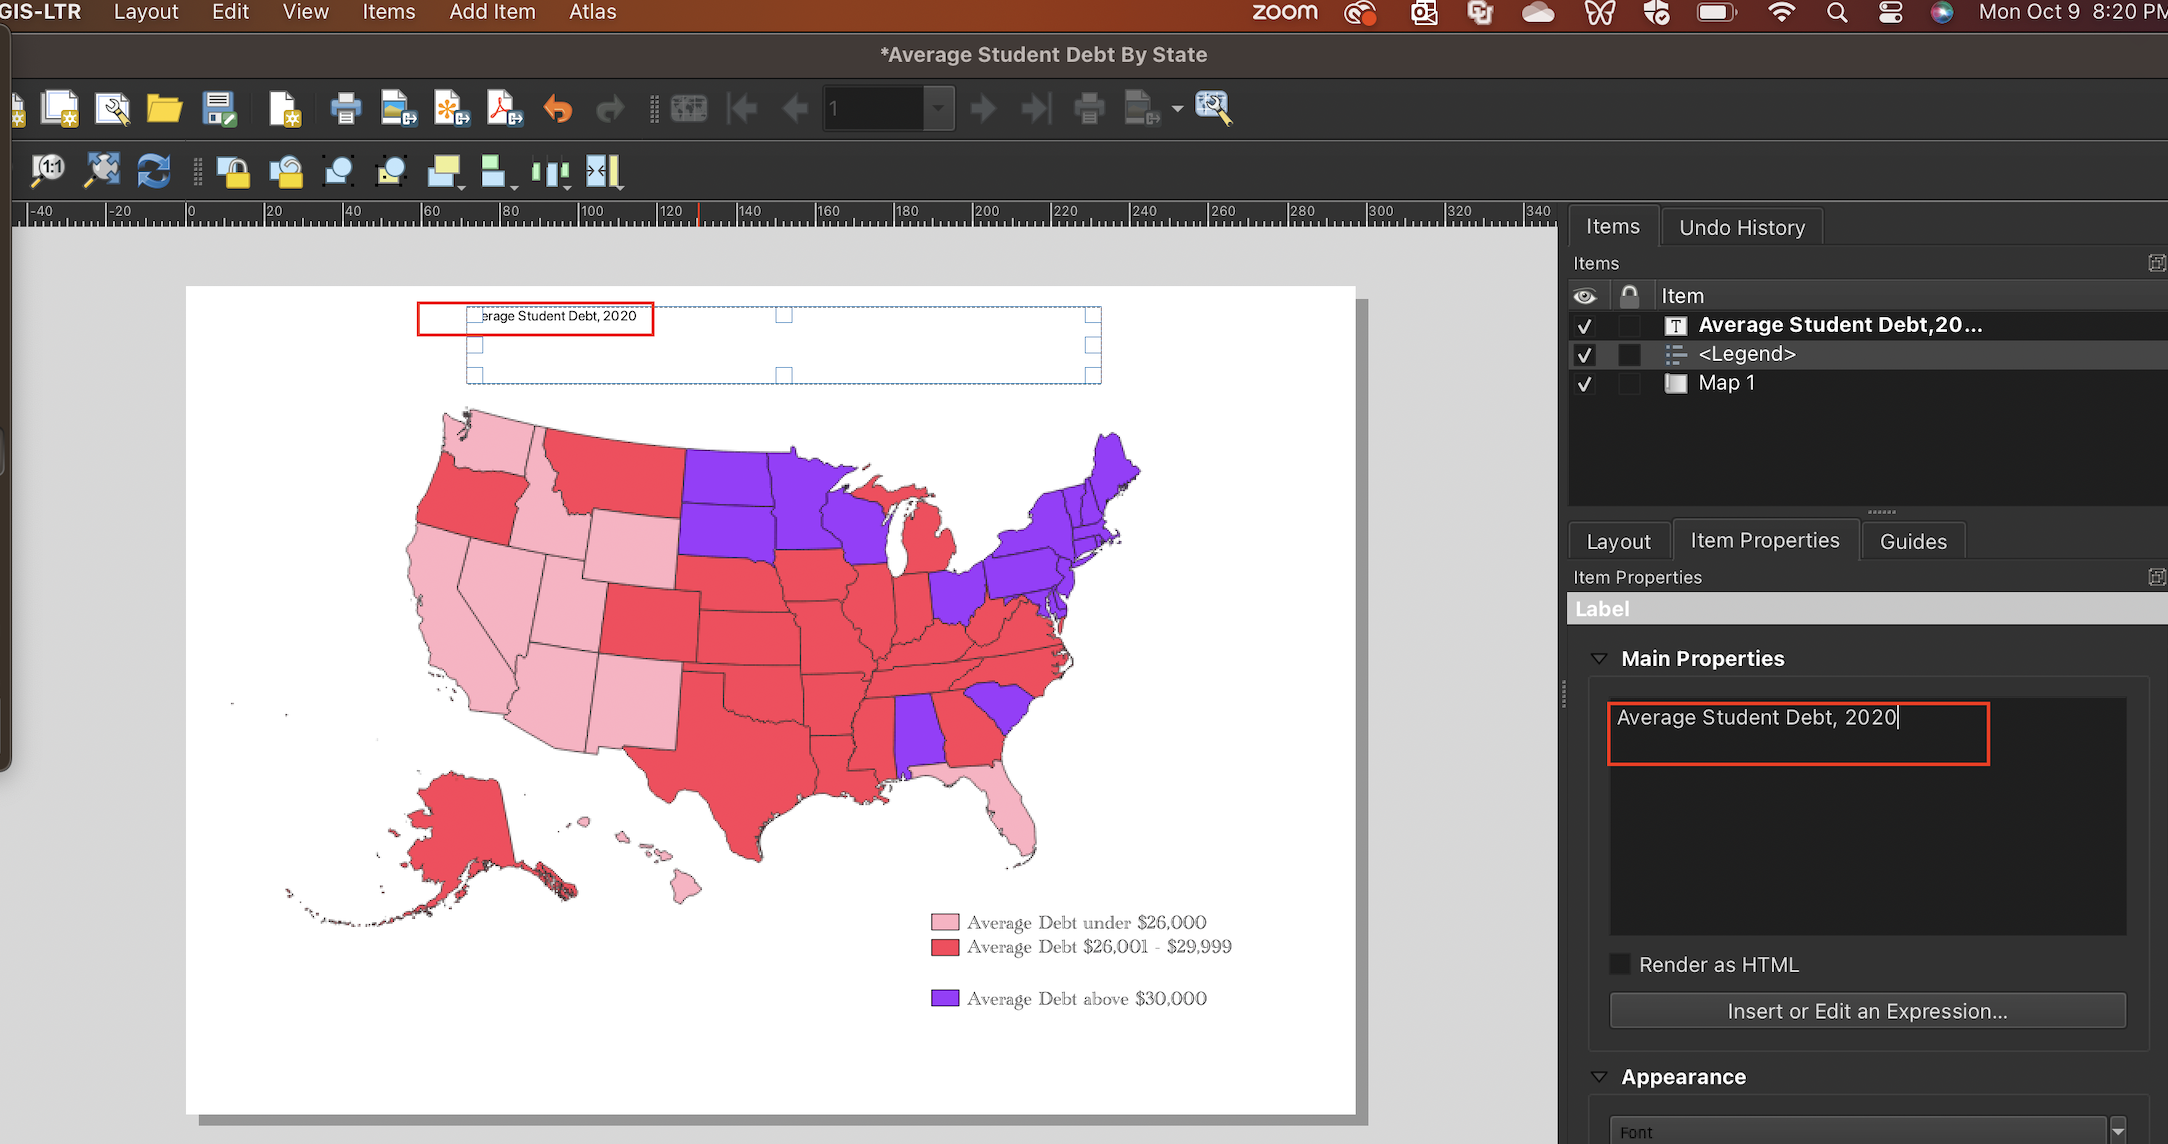 GIS-LTR Layout Edit View Items Add Item Atlas zoom Mon Oct 9 8:20 PM
*Average Student Debt By State
1
1:1
-40 -20 0 20 40 60 80 100 120 140 160 180 200 220 240 260 280 300 320 340
Items Undo History
Items
Item
T Average Student Debt,20...
<Legend>
Map 1
erage Student Debt, 2020
Layout Item Properties Guides
Item Properties
Label
Main Properties
Average Student Debt, 2020
Average Debt under $26,000
Average Debt $26,001 - $29,999
Average Debt above $30,000
Render as HTML
Insert or Edit an Expression...
Appearance
Font